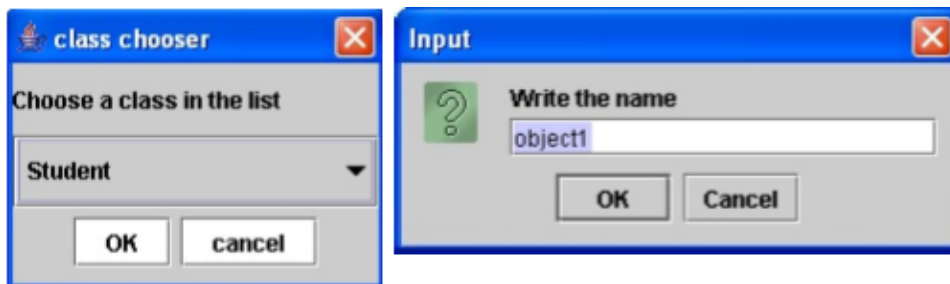 class chooser
Choose a class in the list
Student
OK cancel
Input
Write the name
object1
OK Cancel